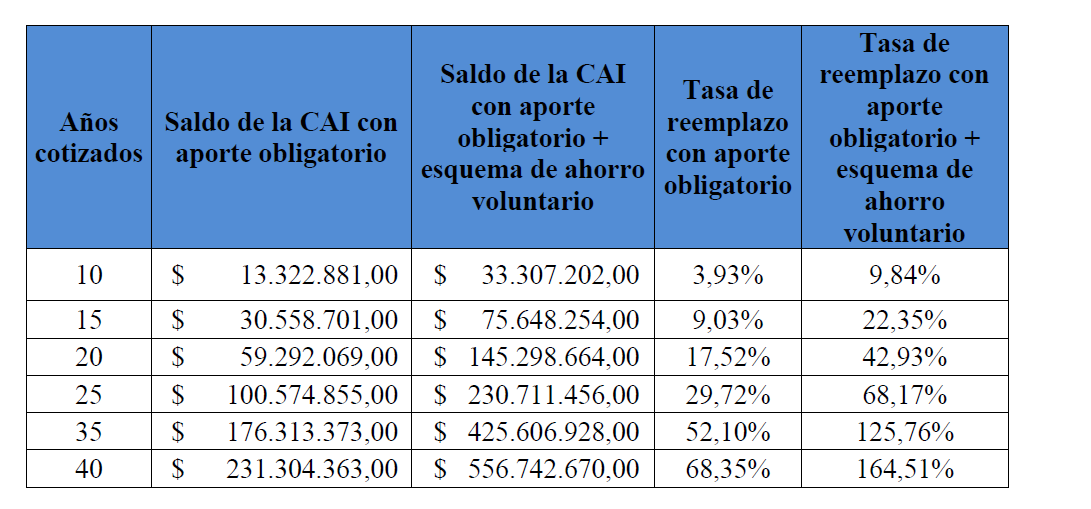 Años
cotizados
Saldo de la CAI con
aporte obligatorio
Saldo de la CAI
con aporte
obligatorio +
esquema de ahorro
voluntario
Tasa de
reemplazo
con aporte
obligatorio
Tasa de
reemplazo con
aporte
obligatorio +
esquema de
ahorro
voluntario
10 $ 13.322.881,00 $ 33.307.202,00 3,93% 9,84%
15 $ 30.558.701,00 $ 75.648.254,00 9,03% 22,35%
20 $ 59.292.069,00 $ 145.298.664,00 17,52% 42,93%
25 $ 100.574.855,00 $ 230.711.456,00 29,72% 68,17%
35 $ 176.313.373,00 $ 425.606.928,00 52,10% 125,76%
40 $ 231.304.363,00 $ 556.742.670,00 68,35% 164,51%